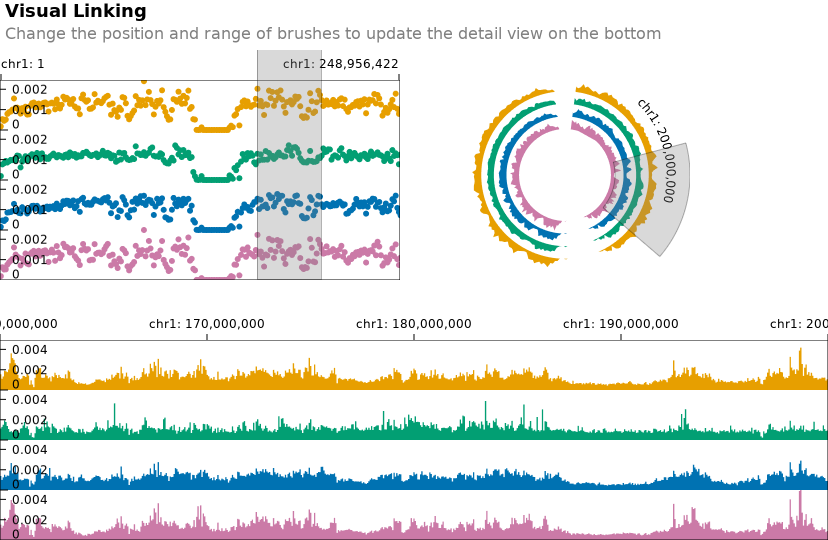 Visual Linking
Change the position and range of brushes to update the detail view on the bottom
chr1: 1
chr1: 248,956,422
0.002
0.001
0
0.002
0.001
0
0.002
0.001
0
0.002
0.001
0
chr1: 200,000,000
0,000,000
chr1: 170,000,000
chr1: 180,000,000
chr1: 190,000,000
chr1: 200
0.004
0.002
0
0.004
0.002
0
0.004
0.002
0
0.004
0.002
0